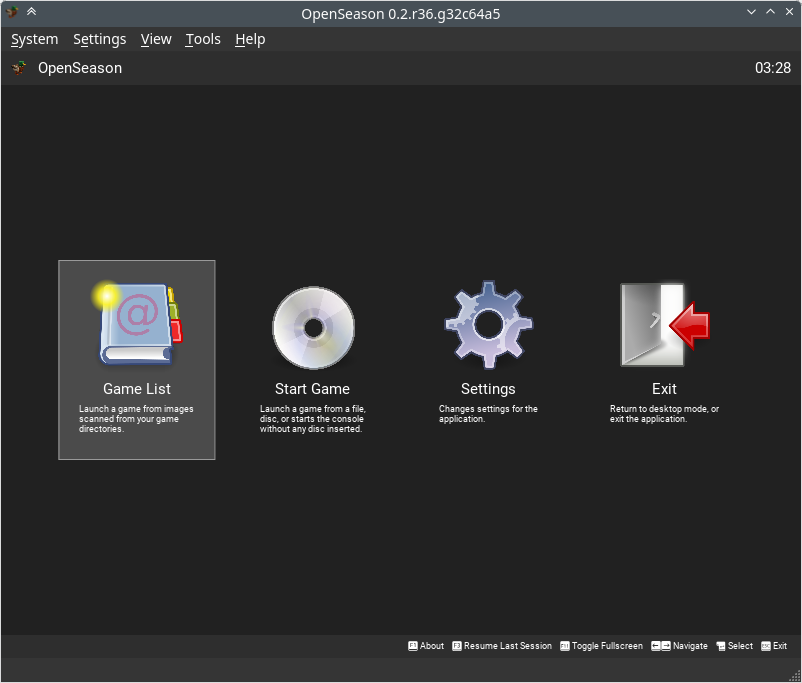 OpenSeason 0.2.r36.g32c64a5
System Settings View Tools Help
OpenSeason 03:28
Game List
Launch a game from images
scanned from your game
directories.
Start Game
Launch a game from a file,
disc, or starts the console
without any disc inserted.
Settings
Changes settings for the
application.
Exit
Return to desktop mode, or
exit the application.
F1 About F3 Resume Last Session F11 Toggle Fullscreen Navigate Select Exit